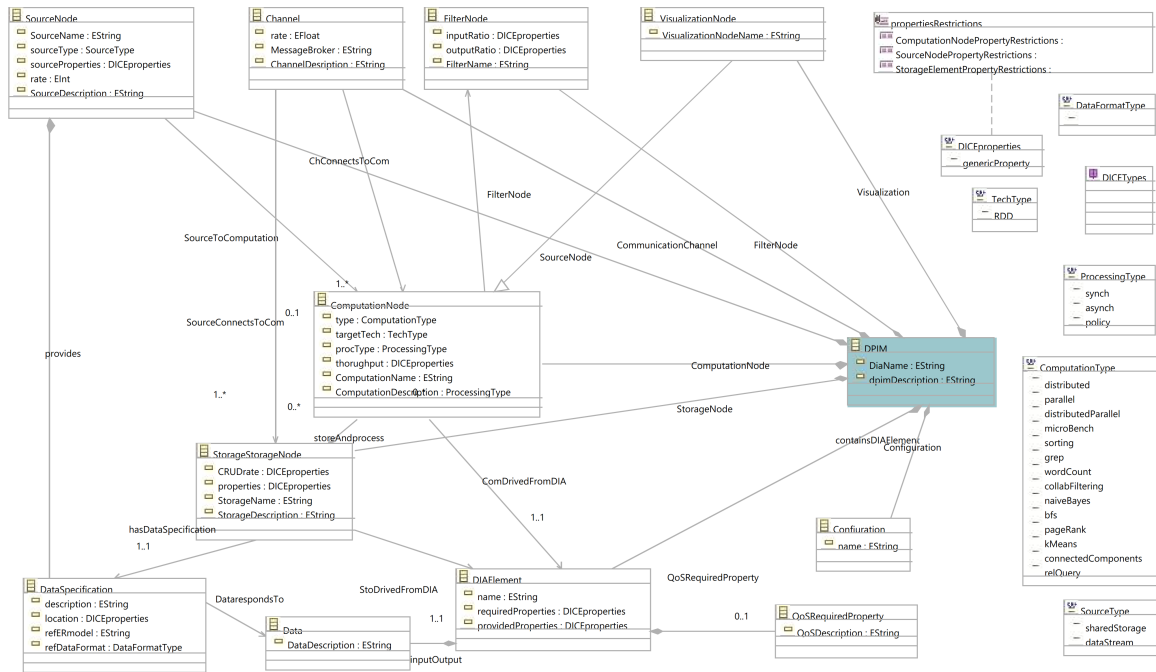 SourceNode
SourceName : EString
sourceType : SourceType
sourceProperties : DICEproperties
rate : EInt
SourceDescription : EString
Channel
rate : EFloat
MessageBroker : EString
ChannelDesription : EString
FilterNode
inputRatio : DICEproperties
outputRatio : DICEproperties
FilterName : EString
VisualizationNode
VisualizationNodeName : EString
propertiesRestrictions
ComputationNodePropertyRestrictions :
SourceNodePropertyRestrictions :
StorageElementPropertyRestrictions :
DataFormatType
DICEproperties
genericProperty
DICETypes
TechType
RDD
ChConnectsToCom
FilterNode
Visualization
SourceToComputation
CommunicationChannel
FilterNode
SourceNode
1..*
0..1
SourceConnectsToCom
provides
ComputationNode
type : ComputationType
targetTech : TechType
procType : ProcessingType
thorughput : DICEproperties
ComputationName : EString
ComputationDescription : ProcessingType
0..*
ProcessingType
synch
asynch
policy
DPIM
DiaName : EString
dpimDescription : EString
ComputationNode
StorageNode
1..*
0..*
storeAndprocess
containsDIAElement
Configuration
ComputationType
distributed
parallel
distributedParallel
microBench
sorting
grep
wordCount
collabFiltering
naiveBayes
bfs
pageRank
kMeans
connectedComponents
relQuery
StorageStorageNode
CRUDrate : DICEproperties
properties : DICEproperties
StorageName : EString
StorageDescription : EString
ComDrivedFromDIA
1..1
hasDataSpecification
1..1
Confiuration
name : EString
DataSpecification
description : EString
location : DICEproperties
refERmodel : EString
refDataFormat : DataFormatType
DatarespondsTo
StoDrivedFromDIA
1..1
DIAElement
name : EString
requiredProperties : DICEproperties
providedProperties : DICEproperties
QoSRequiredProperty
0..1
QoSRequiredProperty
QoSDescription : EString
Data
DataDescription : EString
inputOutput
SourceType
sharedStorage
dataStream